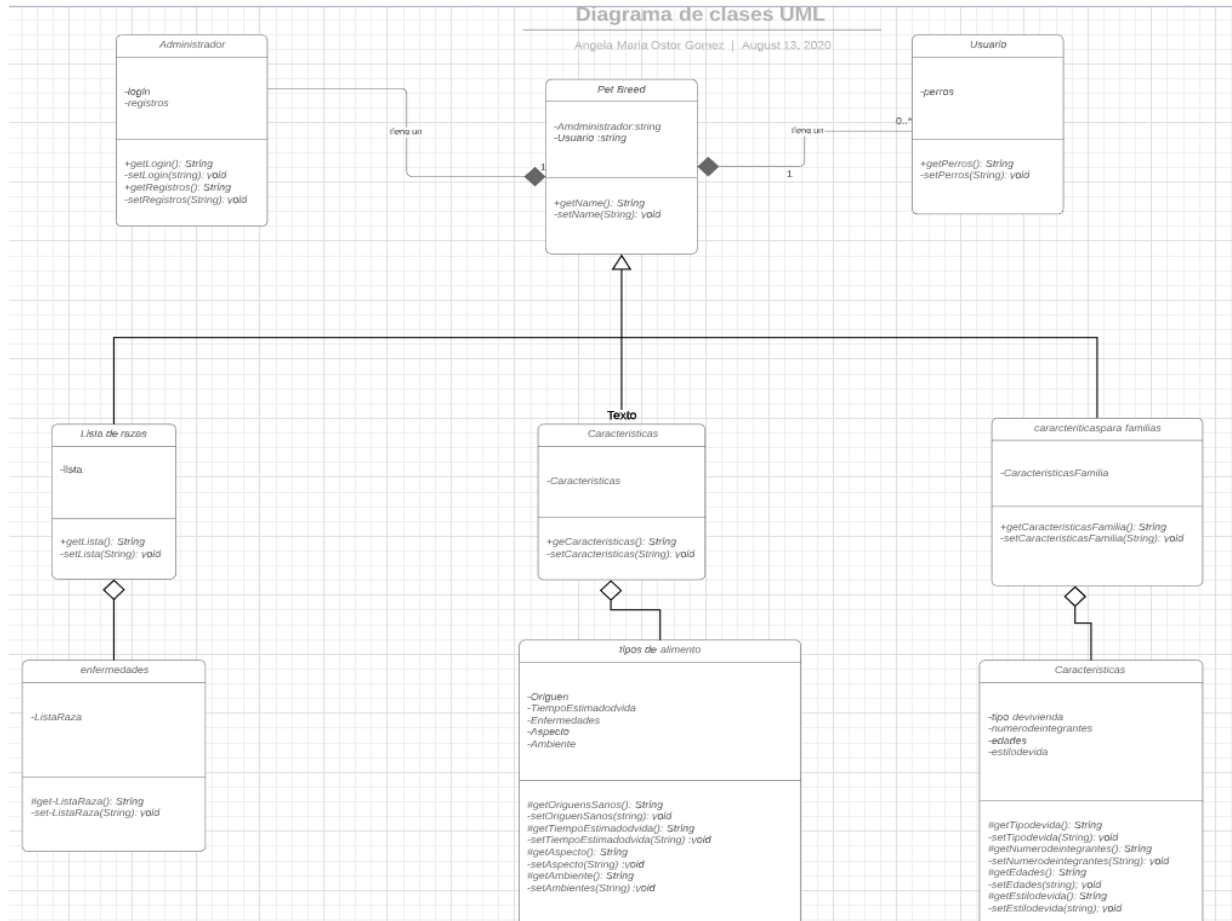 Diagrama de clases UML
Angela Maria Ostor Gomez | August 13, 2020
Administrador
-login
-registros
+getLogin(): String
-setLogin(string): void
+getRegistros(): String
-setRegistros(String): void
tiene un
1
Pet Breed
-Amdministrador:string
-Usuario :string
+getName(): String
-setName(String): void
tiene un
0..*
1
Usuario
-perros
+getPerros(): String
-setPerros(String): void
Texto
Lista de razas
-lista
+getLista(): String
-setLista(String): void
Caracteristicas
-Caracteristicas
+geCaracteristicas(): String
-setCaracteristicas(String): void
cararcteriticaspara familias
-CaracteristicasFamilia
+getCaracteristicasFamilia(): String
-setCaracteristicasFamilia(String): void
enfermedades
-ListaRaza
#get-ListaRaza(): String
-set-ListaRaza(String): void
tipos de alimento
-Origuen
-TiempoEstimadodvida
-Enfermedades
-Aspecto
-Ambiente
#getOriguensSanos(): String
-setOriguenSanos(string): void
#getTiempoEstimadodvida(): String
-setTiempoEstimadodvida(String) :void
#getAspecto(): String
-setAspecto(String) :void
#getAmbiente(): String
-setAmbientes(String) :void
Caracteristicas
-tipo devivienda
-numerodeintegrantes
-edades
-estilodevida
#getTipodevida(): String
-setTipodevida(String): void
#getNumerodeintegrantes(): String
-setNumerodeintegrantes(String): void
#getEdades(): String
-setEdades(string); void
#getEstilodevida(): String
-setEstilodevida(string); void